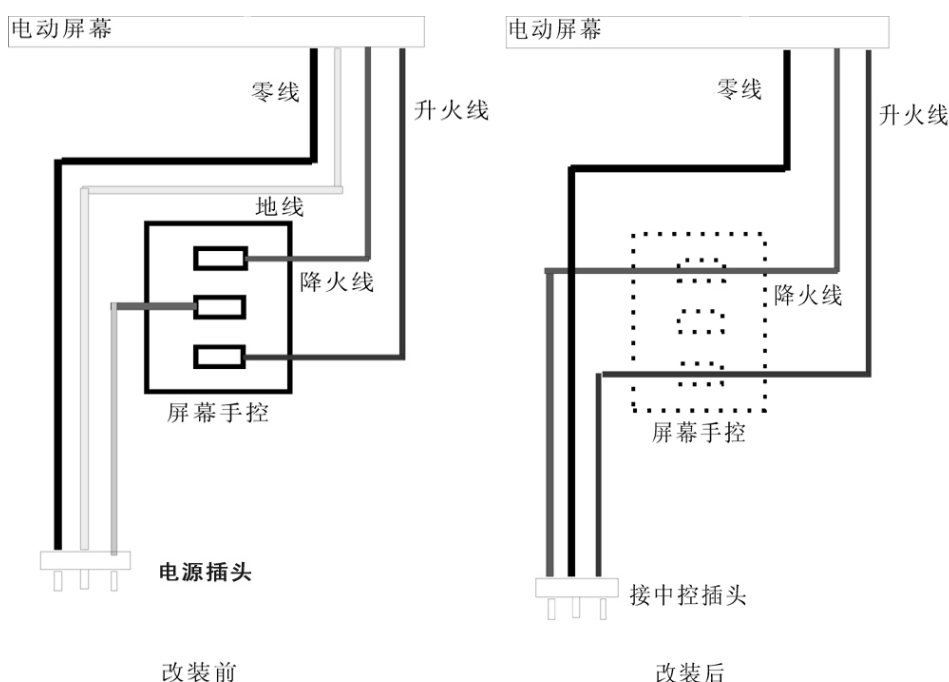 电动屏幕
零线
升火线
地线
降火线
屏幕手控
电源插头
改装前
电动屏幕
零线
升火线
降火线
屏幕手控
接中控插头
改装后